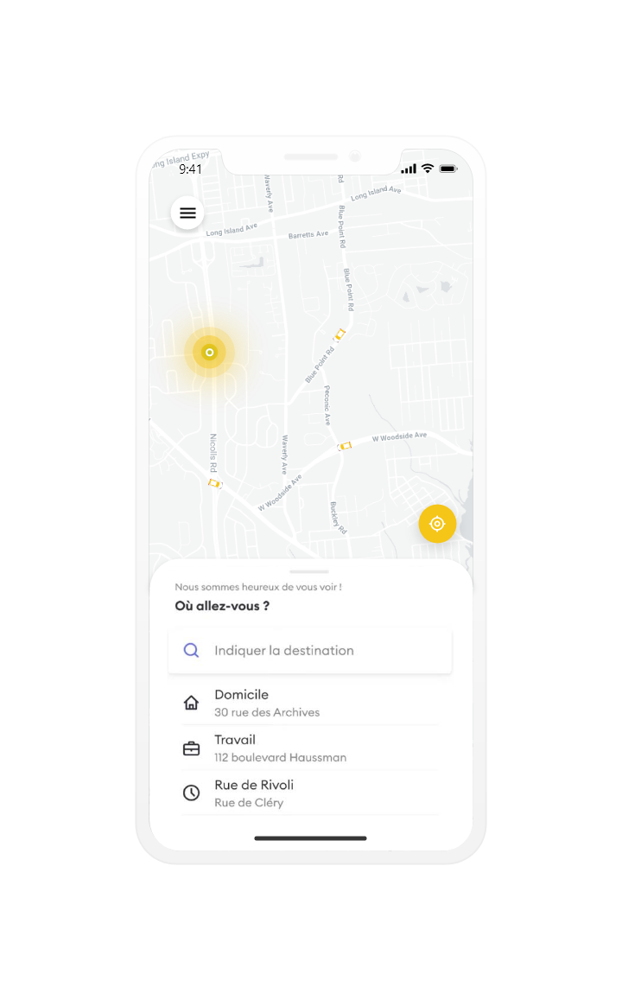 ng Island Expy
9:41
Waverly Ave
Rd
Long Island Ave
Long Island Ave
Barretts Ave
Blue Point Rd
Blue Point Rd
Blue Point Rd
Peconic Ave
Nicolls Rd
Waverly Ave
W Woodside Ave
W Woodside Ave
Buckley Rd
Nous sommes heureux de vous voir !
Où allez-vous ?
Indiquer la destination
Domicile
30 rue des Archives
Travail
112 boulevard Haussman
Rue de Rivoli
Rue de Cléry